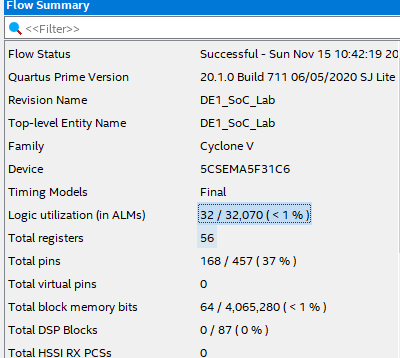 Flow Summary
<<Filter>>
Flow Status Successful - Sun Nov 15 10:42:19 20
Quartus Prime Version 20.1.0 Build 711 06/05/2020 SJ Lite
Revision Name DE1_SoC_Lab
Top-level Entity Name DE1_SoC_Lab
Family Cyclone V
Device 5CSEMA5F31C6
Timing Models Final
Logic utilization (in ALMs) 32 / 32,070 ( < 1 % )
Total registers 56
Total pins 168 / 457 ( 37 % )
Total virtual pins 0
Total block memory bits 64 / 4,065,280 ( < 1 % )
Total DSP Blocks 0 / 87 ( 0 % )
Total HSSI RX PCSs 0